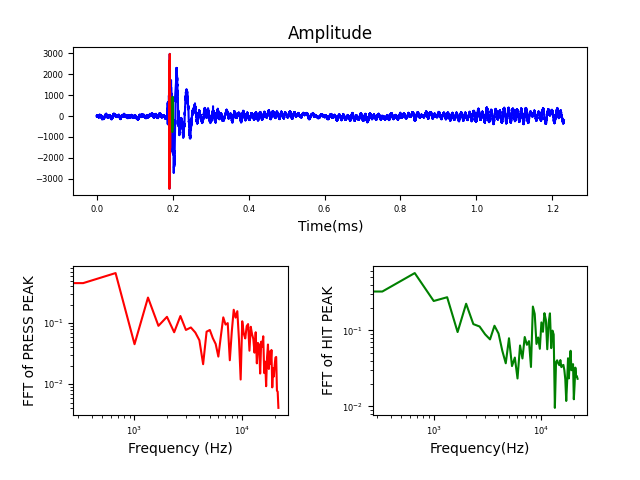 Amplitude
3000
2000
1000
0
−1000
−2000
−3000
0.0 0.2 0.4 0.6 0.8 1.0 1.2
Time(ms)
FFT of PRESS PEAK
10⁻¹
10⁻²
10³ 10⁴
Frequency (Hz)
FFT of HIT PEAK
10⁻¹
10⁻²
10³ 10⁴
Frequency(Hz)